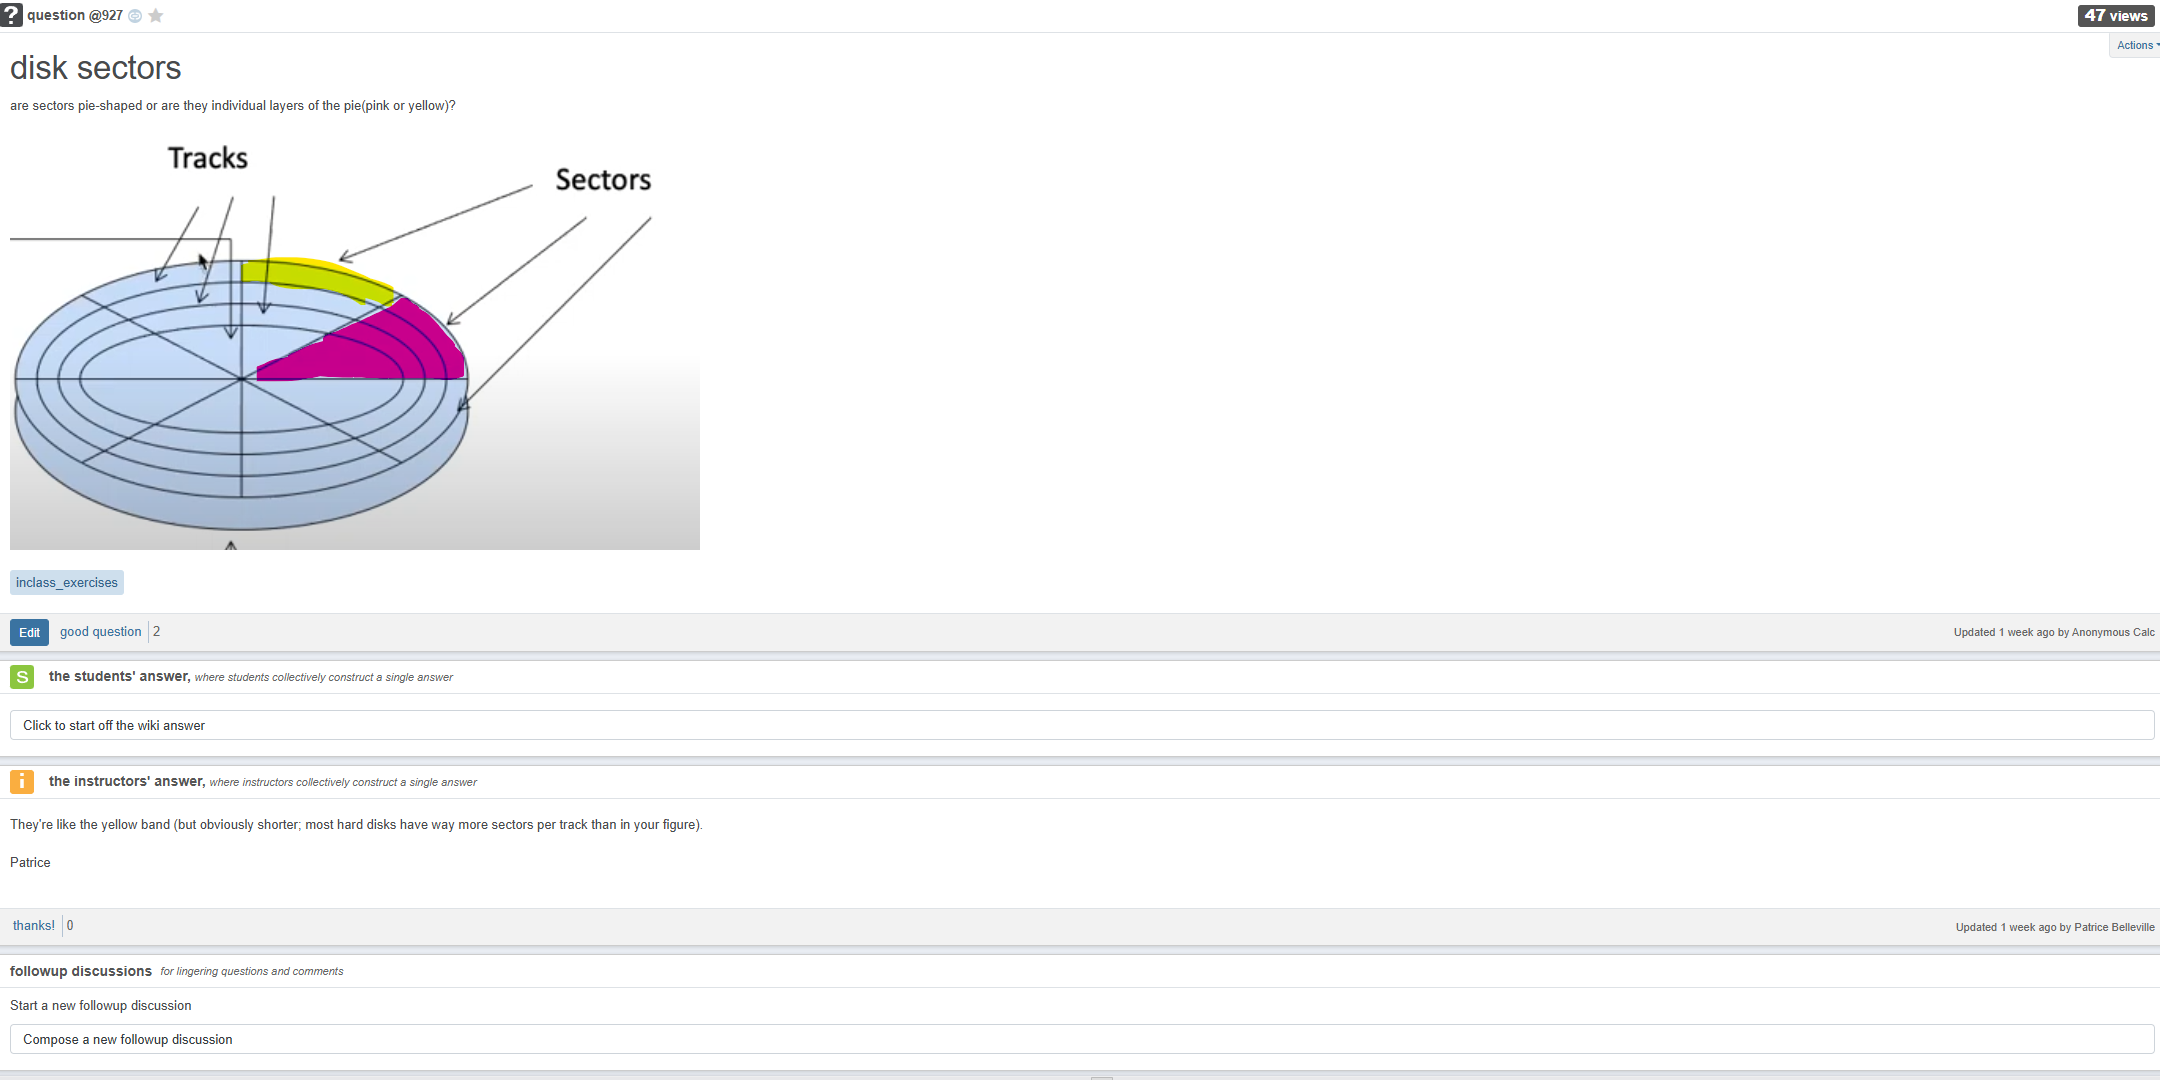 ? question @927
47 views
Actions
disk sectors
are sectors pie-shaped or are they individual layers of the pie(pink or yellow)?
Tracks
Sectors
inclass_exercises
Edit good question 2
Updated 1 week ago by Anonymous Calc
S the students' answer, where students collectively construct a single answer
Click to start off the wiki answer
i the instructors' answer, where instructors collectively construct a single answer
They're like the yellow band (but obviously shorter; most hard disks have way more sectors per track than in your figure).
Patrice
thanks! 0
Updated 1 week ago by Patrice Belleville
followup discussions for lingering questions and comments
Start a new followup discussion
Compose a new followup discussion